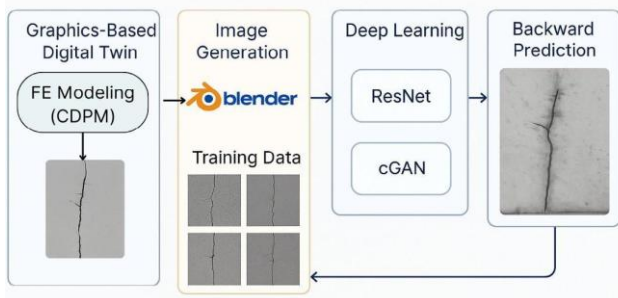 Graphics-Based
Digital Twin
FE Modeling
(CDPM)
Image
Generation
blender
Training Data
Deep Learning
ResNet
cGAN
Backward
Prediction